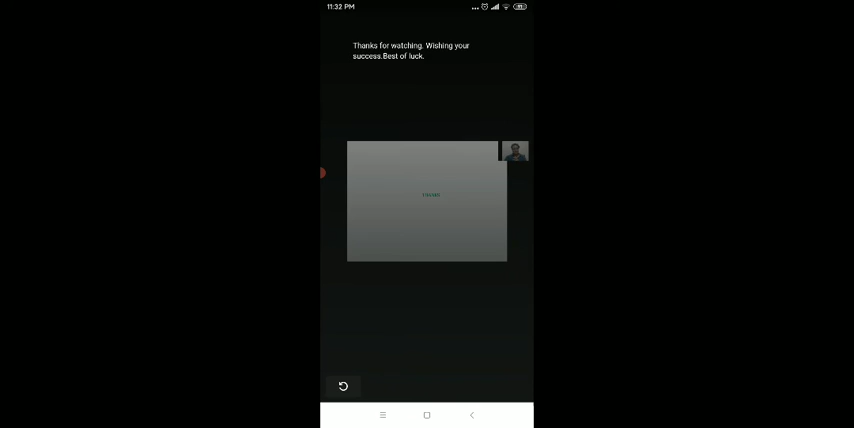 11:32 PM
Thanks for watching. Wishing your
success.Best of luck.